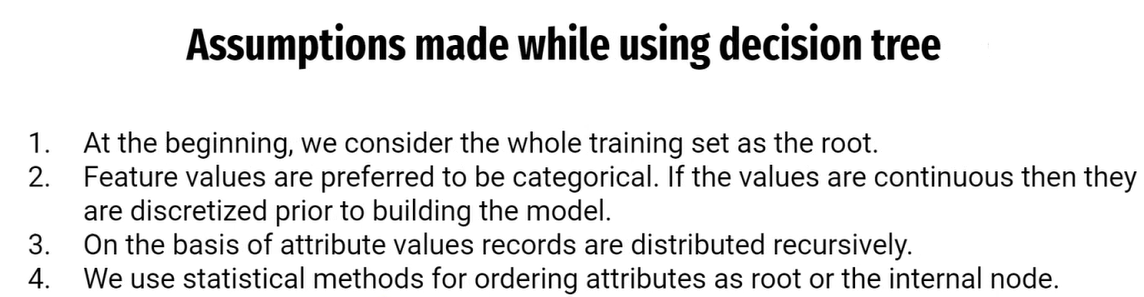 Assumptions made while using decision tree
1. At the beginning, we consider the whole training set as the root.
2. Feature values are preferred to be categorical. If the values are continuous then they
are discretized prior to building the model.
3. On the basis of attribute values records are distributed recursively.
4. We use statistical methods for ordering attributes as root or the internal node.